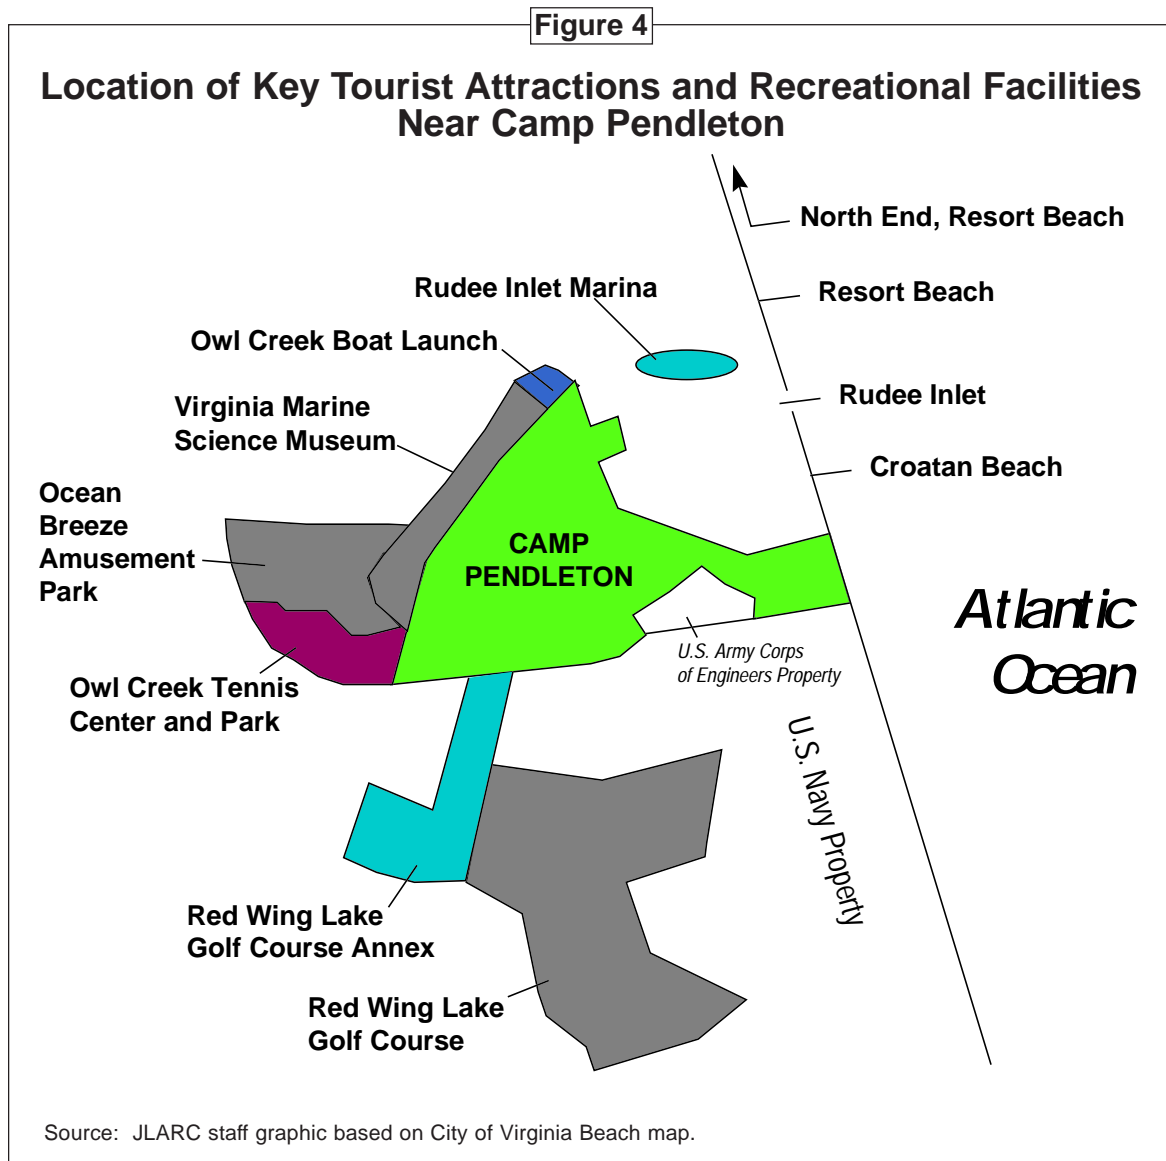 Figure 4
Location of Key Tourist Attractions and Recreational Facilities
Near Camp Pendleton
North End, Resort Beach
Rudee Inlet Marina
Resort Beach
Owl Creek Boat Launch
Rudee Inlet
Virginia Marine
Science Museum
Croatan Beach
Ocean
Breeze
Amusement
Park
CAMP
PENDLETON
Atlantic
Ocean
U.S. Army Corps
of Engineers Property
Owl Creek Tennis
Center and Park
U.S. Navy Property
Red Wing Lake
Golf Course Annex
Red Wing Lake
Golf Course
Source: JLARC staff graphic based on City of Virginia Beach map.